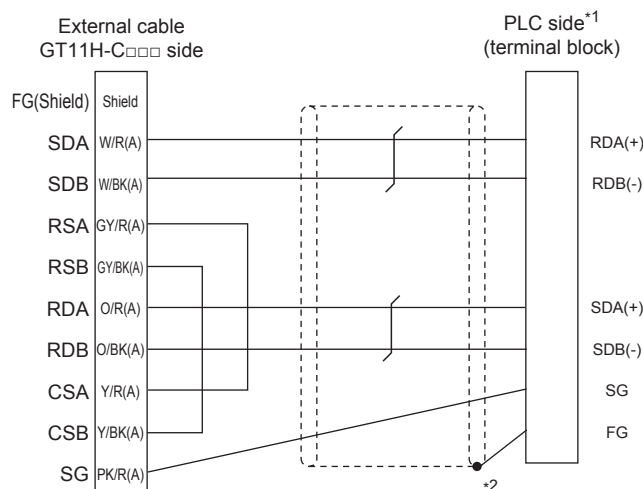 External cable
GT11H-C□□□ side
PLC side*1
(terminal block)
FG(Shield) Shield
SDA W/R(A) RDA(+)
SDB W/BK(A) RDB(-)
RSA GY/R(A)
RSB GY/BK(A)
RDA O/R(A) SDA(+)
RDB O/BK(A) SDB(-)
CSA Y/R(A) SG
CSB Y/BK(A) FG
SG PK/R(A)
*2